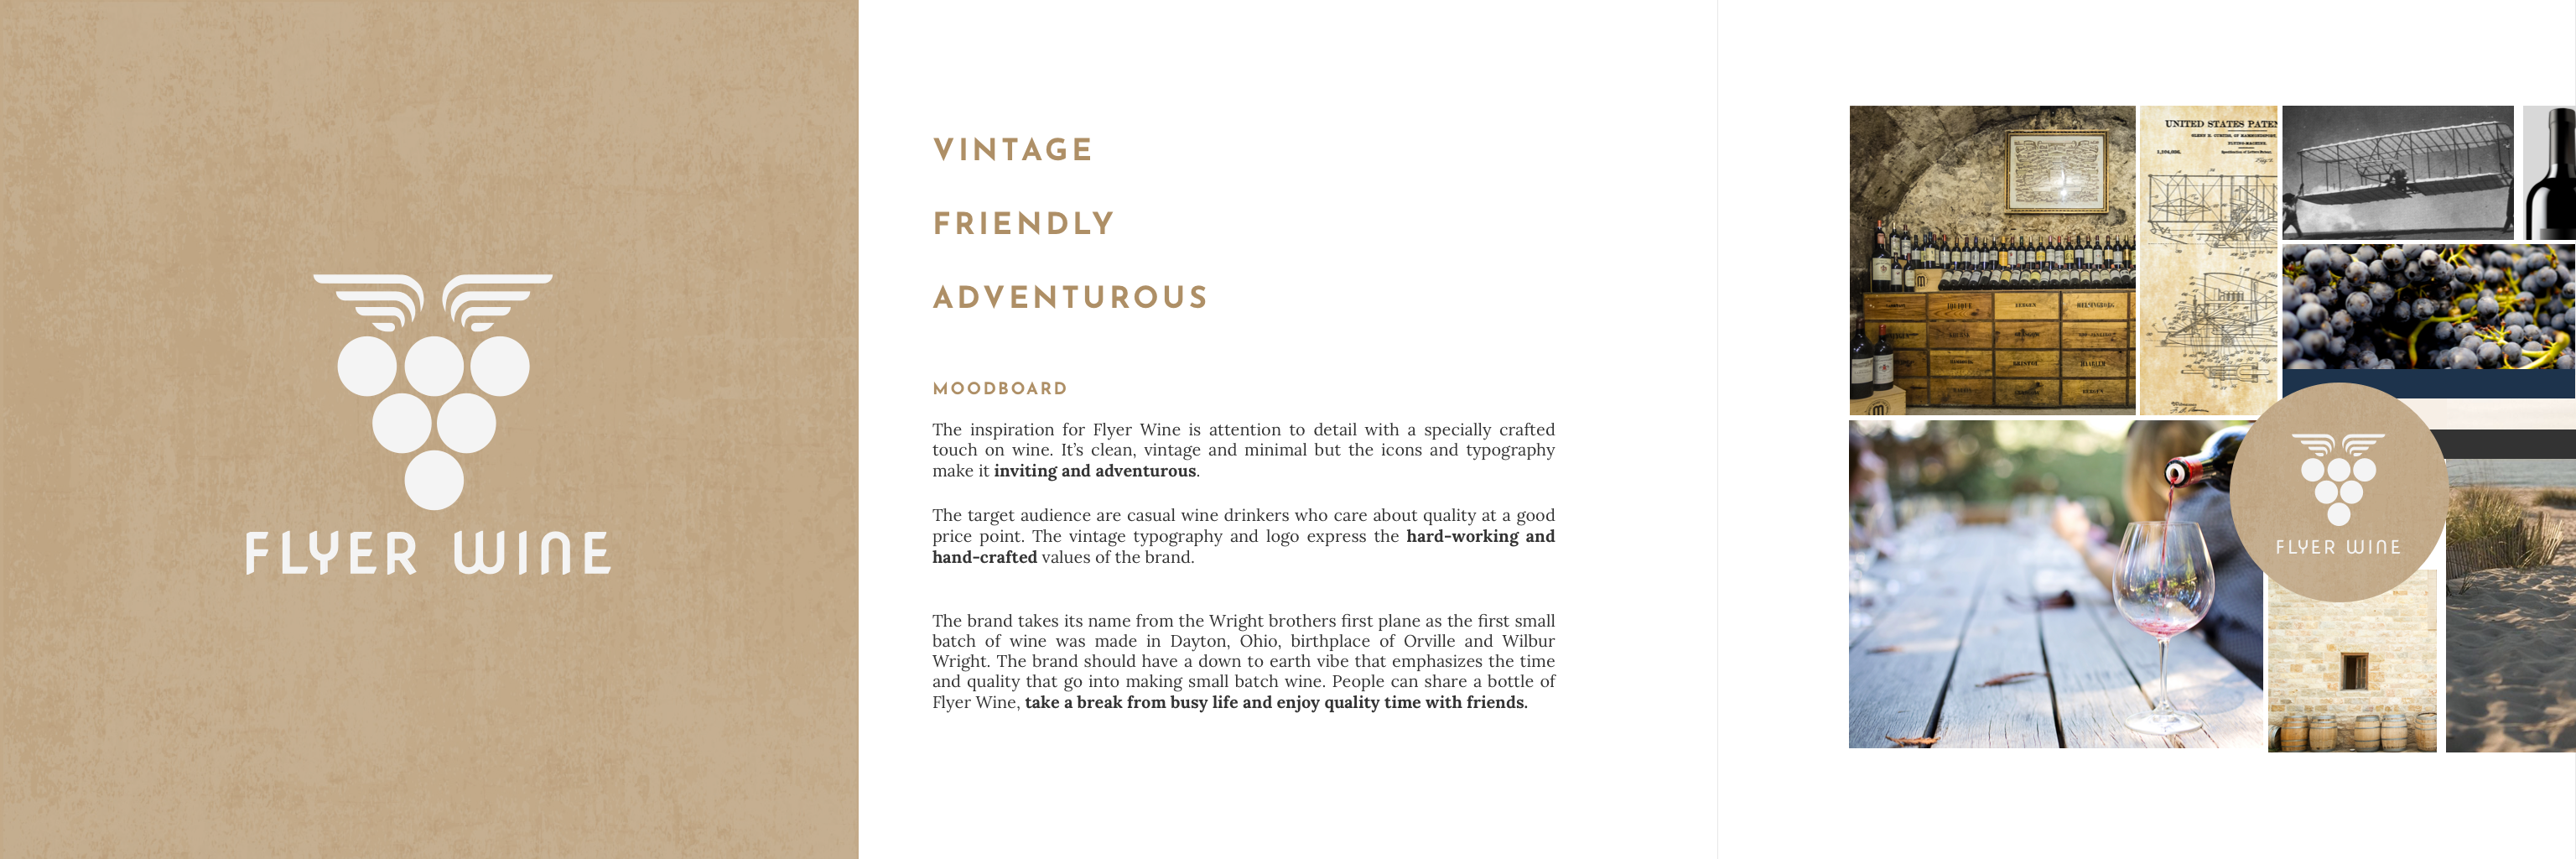 FLYER WINE
VINTAGE
FRIENDLY
ADVENTUROUS
MOODBOARD
The inspiration for Flyer Wine is attention to detail with a specially crafted
touch on wine. It’s clean, vintage and minimal but the icons and typography
make it inviting and adventurous.
The target audience are casual wine drinkers who care about quality at a good
price point. The vintage typography and logo express the hard-working and
hand-crafted values of the brand.
The brand takes its name from the Wright brothers first plane as the first small
batch of wine was made in Dayton, Ohio, birthplace of Orville and Wilbur
Wright. The brand should have a down to earth vibe that emphasizes the time
and quality that go into making small batch wine. People can share a bottle of
Flyer Wine, take a break from busy life and enjoy quality time with friends.
UNITED STATES
FLYING-MACHINE.
BERGEN HELSINGBORG
BRISTOL HAARLEM
BERGEN
FLYER WINE